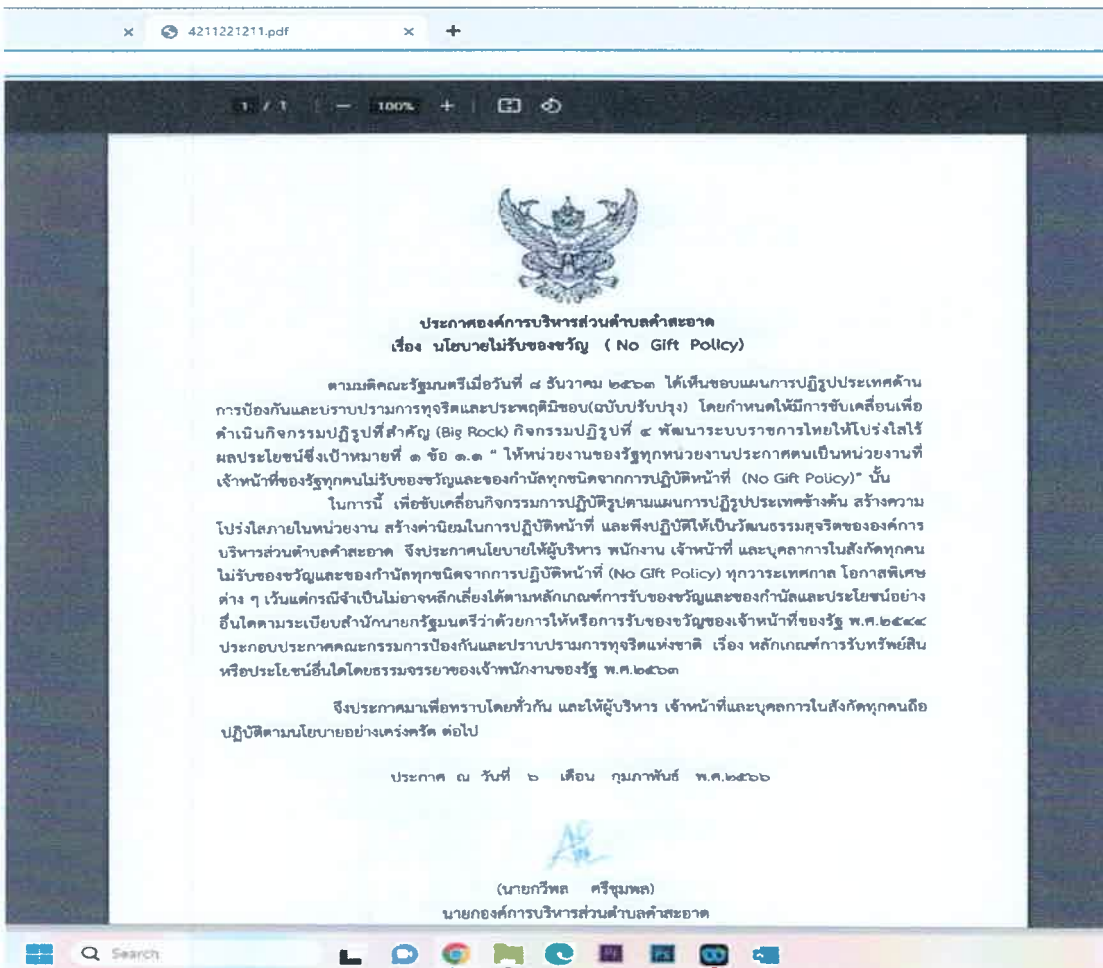 4211221211.pdf
1 / 1 100%
ประกาศองค์การบริหารส่วนตำบลคำสะอาด
เรื่อง นโยบายไม่รับของขวัญ ( No Gift Policy)
ตามมติคณะรัฐมนตรีเมื่อวันที่ ๘ ธันวาคม ๒๕๖๓ ได้เห็นชอบแผนการปฏิรูปประเทศด้าน
การป้องกันและปราบปรามการทุจริตและประพฤติมิชอบ(ฉบับปรับปรุง) โดยกำหนดให้มีการขับเคลื่อนเพื่อ
ดำเนินกิจกรรมปฏิรูปที่สำคัญ (Big Rock) กิจกรรมปฏิรูปที่ ๔ พัฒนาระบบราชการไทยให้โปร่งใสไร้
ผลประโยชน์ซึ่งเป้าหมายที่ ๑ ข้อ ๑.๑ " ให้หน่วยงานของรัฐทุกหน่วยงานประกาศตนเป็นหน่วยงานที่
เจ้าหน้าที่ของรัฐทุกคนไม่รับของขวัญและของกำนัลทุกชนิดจากการปฏิบัติหน้าที่ (No Gift Policy)" นั้น
ในการนี้ เพื่อขับเคลื่อนกิจกรรมการปฏิบัติรูปตามแผนการปฏิรูปประเทศข้างต้น สร้างความ
โปร่งใสภายในหน่วยงาน สร้างค่านิยมในการปฏิบัติหน้าที่ และพึงปฏิบัติให้เป็นวัฒนธรรมสุจริตขององค์การ
บริหารส่วนตำบลคำสะอาด จึงประกาศนโยบายให้ผู้บริหาร พนักงาน เจ้าหน้าที่ และบุคลาการในสังกัดทุกคน
ไม่รับของขวัญและของกำนัลทุกชนิดจากการปฏิบัติหน้าที่ (No Gift Policy) ทุกวาระเทศกาล โอกาสพิเศษ
ต่าง ๆ เว้นแต่กรณีจำเป็นไม่อาจหลีกเลี่ยงได้ตามหลักเกณฑ์การรับของขวัญและของกำนัลและประโยชน์อย่าง
อื่นใดตามระเบียบสำนักนายกรัฐมนตรีว่าด้วยการให้หรือการรับของขวัญของเจ้าหน้าที่ของรัฐ พ.ศ.๒๕๔๔
ประกอบประกาศคณะกรรมการป้องกันและปราบปรามการทุจริตแห่งชาติ เรื่อง หลักเกณฑ์การรับทรัพย์สิน
หรือประโยชน์อื่นใดโดยธรรมจรรยาของเจ้าพนักงานของรัฐ พ.ศ.๒๕๖๓
จึงประกาศมาเพื่อทราบโดยทั่วกัน และให้ผู้บริหาร เจ้าหน้าที่และบุคลการในสังกัดทุกคนถือ
ปฏิบัติตามนโยบายอย่างเคร่งครัด ต่อไป
ประกาศ ณ วันที่ ๖ เดือน กุมภาพันธ์ พ.ศ.๒๕๖๖
(นายกวีพล ศรีชุมพล)
นายกองค์การบริหารส่วนตำบลคำสะอาด
Search